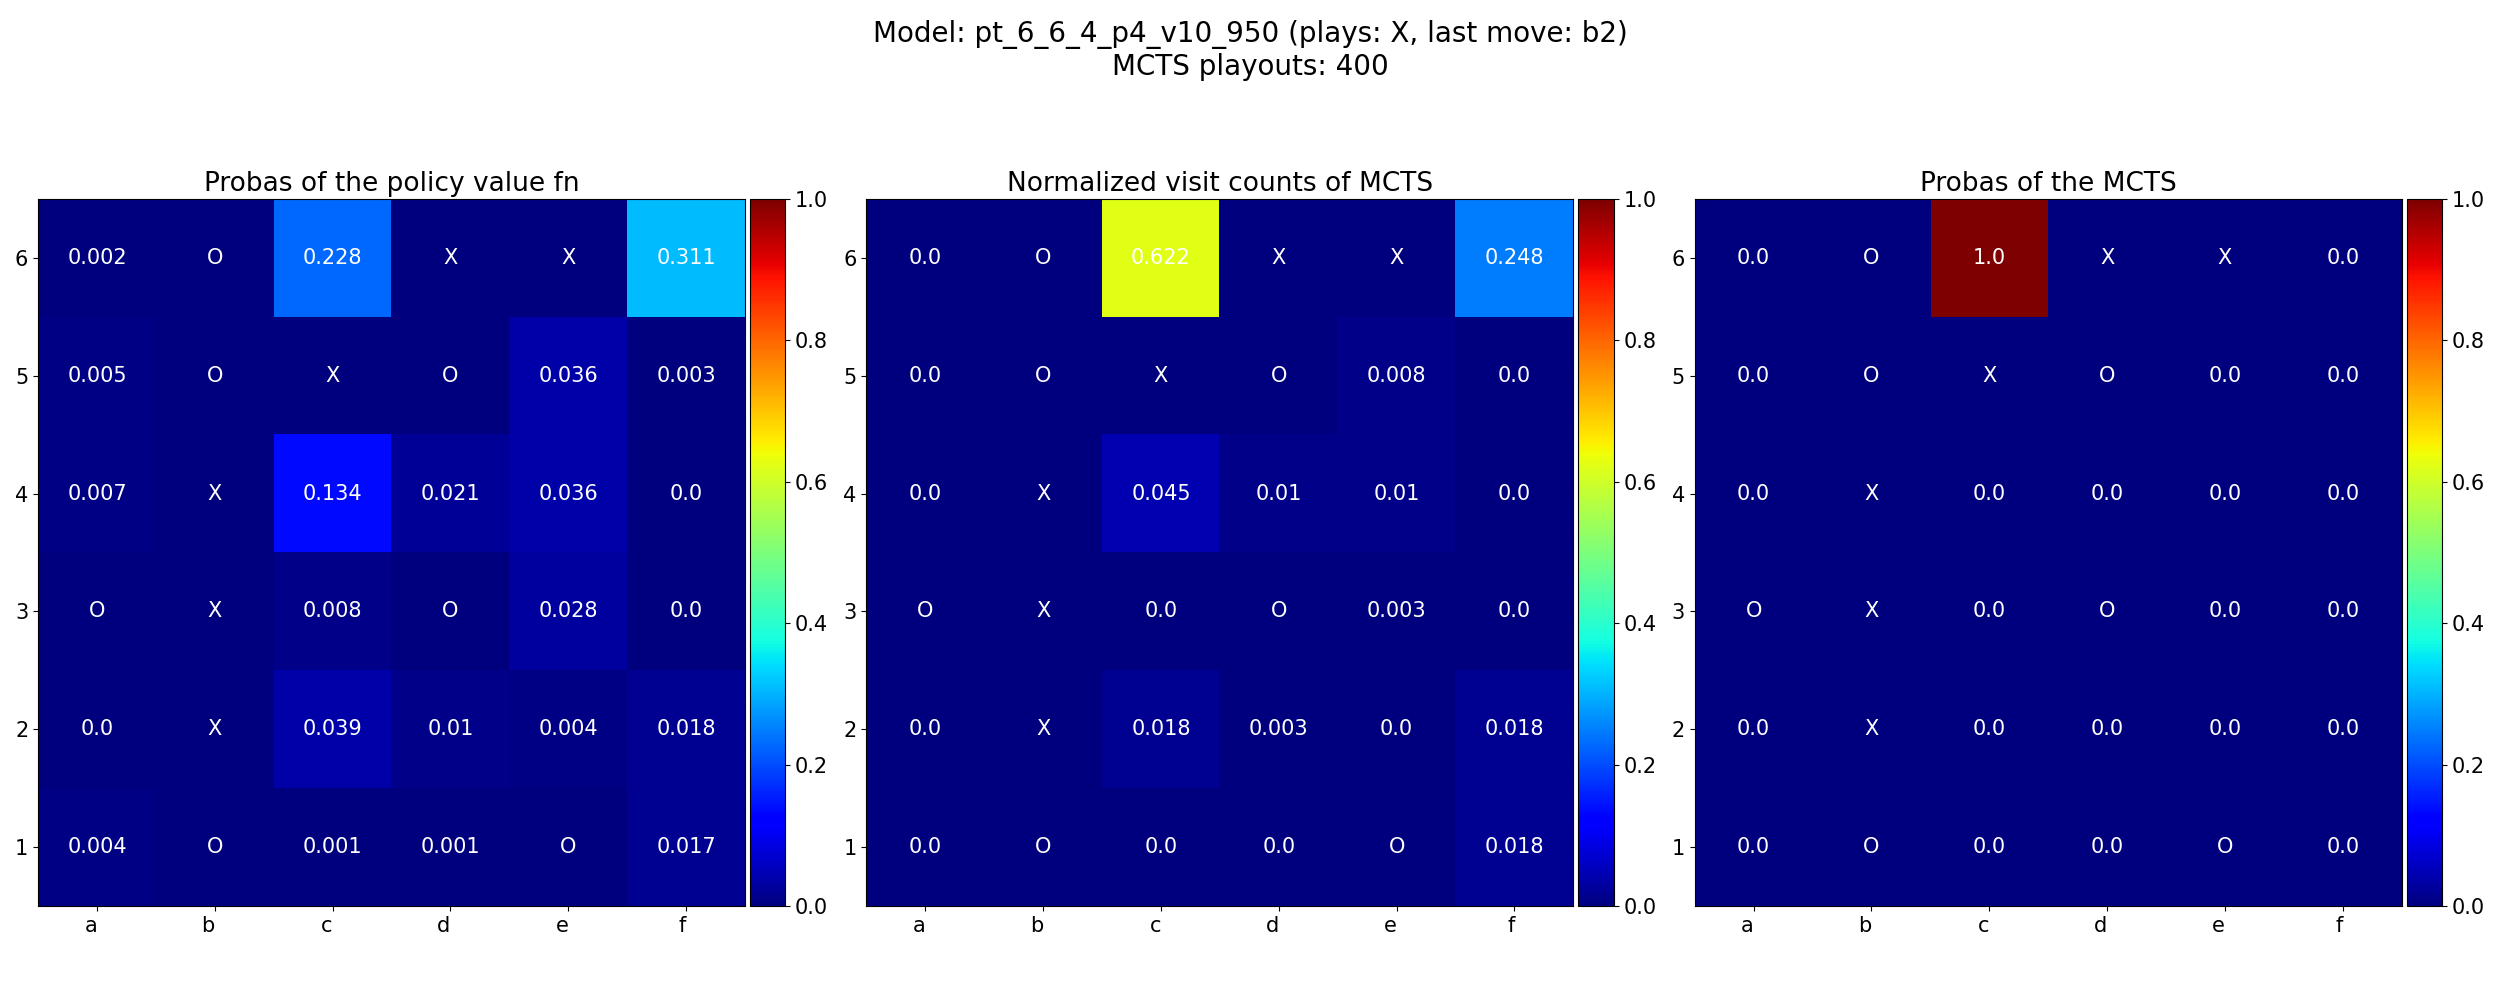 Model: pt_6_6_4_p4_v10_950 (plays: X, last move: b2)
MCTS playouts: 400
Probas of the policy value fn
6 0.002 O 0.228 X X 0.311
5 0.005 O X O 0.036 0.003
4 0.007 X 0.134 0.021 0.036 0.0
3 O X 0.008 O 0.028 0.0
2 0.0 X 0.039 0.01 0.004 0.018
1 0.004 O 0.001 0.001 O 0.017
a b c d e f
1.0
0.8
0.6
0.4
0.2
0.0
Normalized visit counts of MCTS
6 0.0 O 0.622 X X 0.248
5 0.0 O X O 0.008 0.0
4 0.0 X 0.045 0.01 0.01 0.0
3 O X 0.0 O 0.003 0.0
2 0.0 X 0.018 0.003 0.0 0.018
1 0.0 O 0.0 0.0 O 0.018
a b c d e f
1.0
0.8
0.6
0.4
0.2
0.0
Probas of the MCTS
6 0.0 O 1.0 X X 0.0
5 0.0 O X O 0.0 0.0
4 0.0 X 0.0 0.0 0.0 0.0
3 O X 0.0 O 0.0 0.0
2 0.0 X 0.0 0.0 0.0 0.0
1 0.0 O 0.0 0.0 O 0.0
a b c d e f
1.0
0.8
0.6
0.4
0.2
0.0